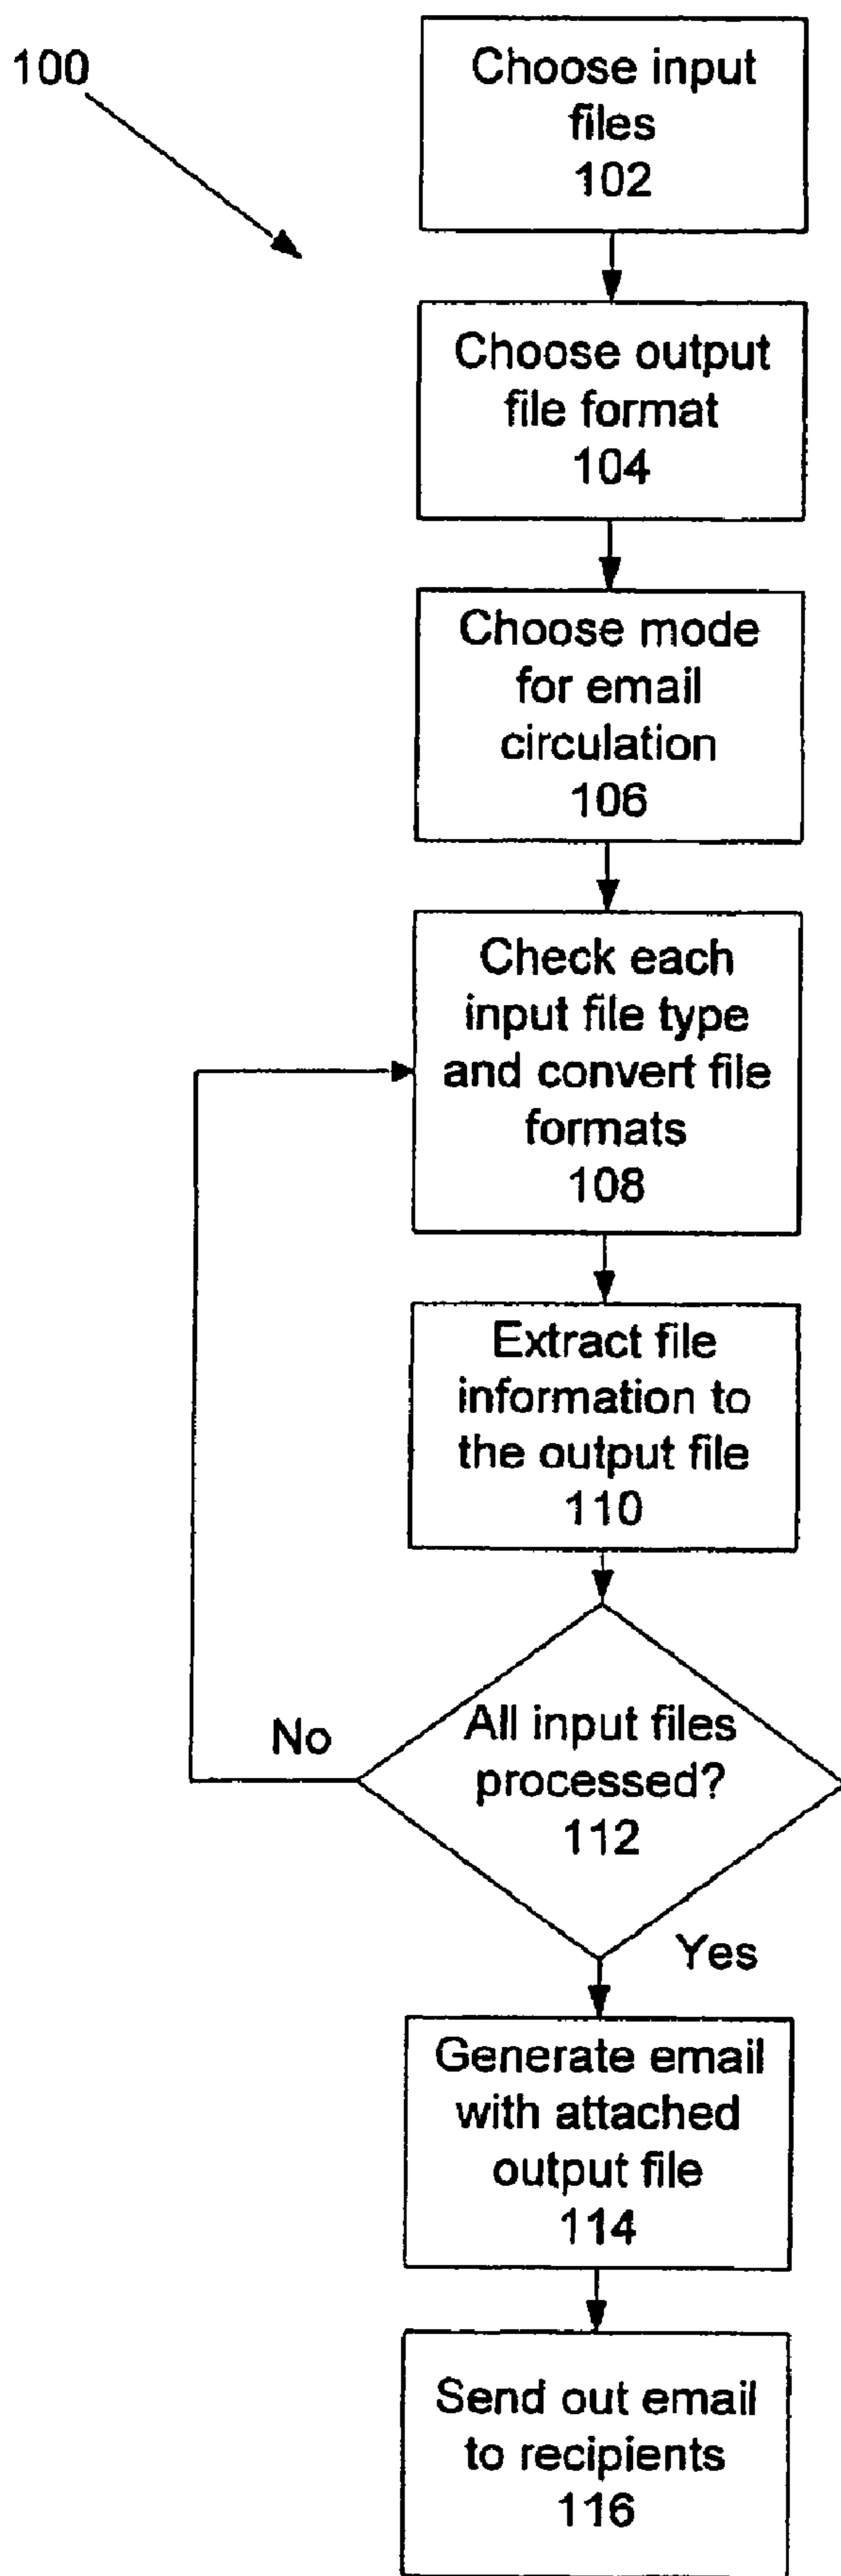 100
Choose input
files
102
Choose output
file format
104
Choose mode
for email
circulation
106
Check each
input file type
and convert file
formats
108
Extract file
information to
the output file
110
All input files
processed?
112
No
Yes
Generate email
with attached
output file
114
Send out email
to recipients
116